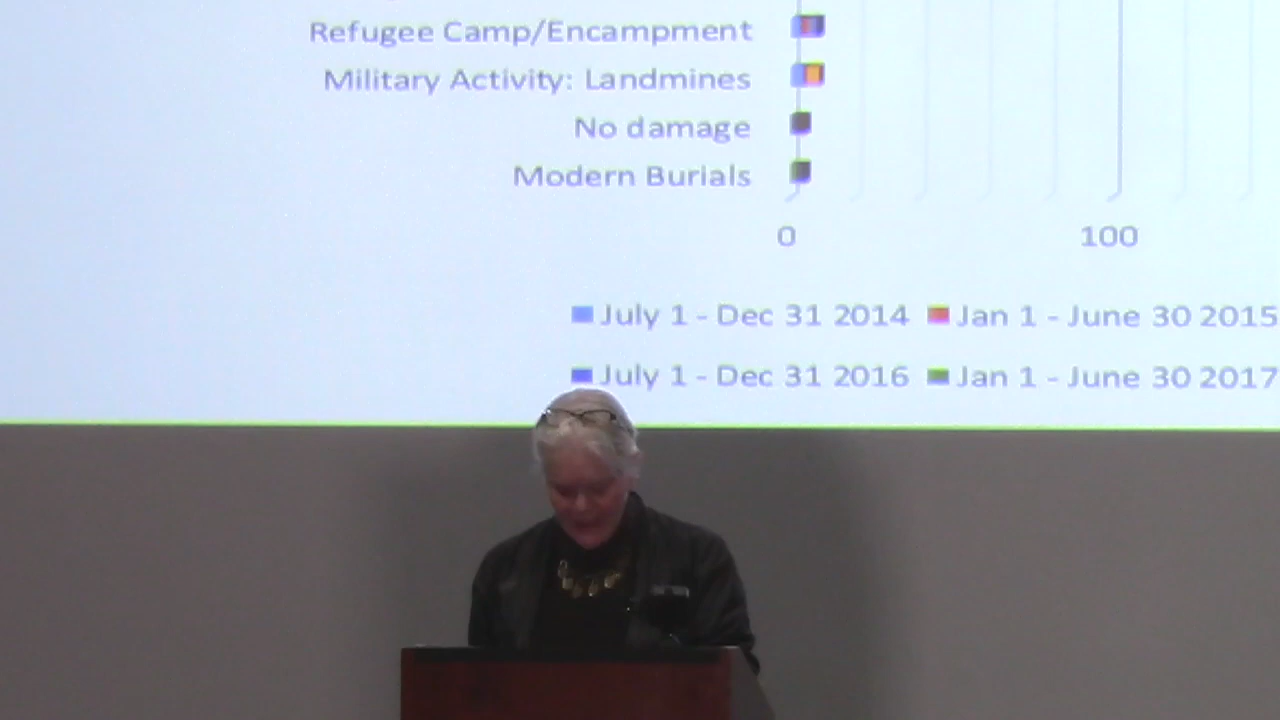 Refugee Camp/Encampment
Military Activity: Landmines
No damage
Modern Burials
0 100
July 1 - Dec 31 2014 Jan 1 - June 30 2015
July 1 - Dec 31 2016 Jan 1 - June 30 2017